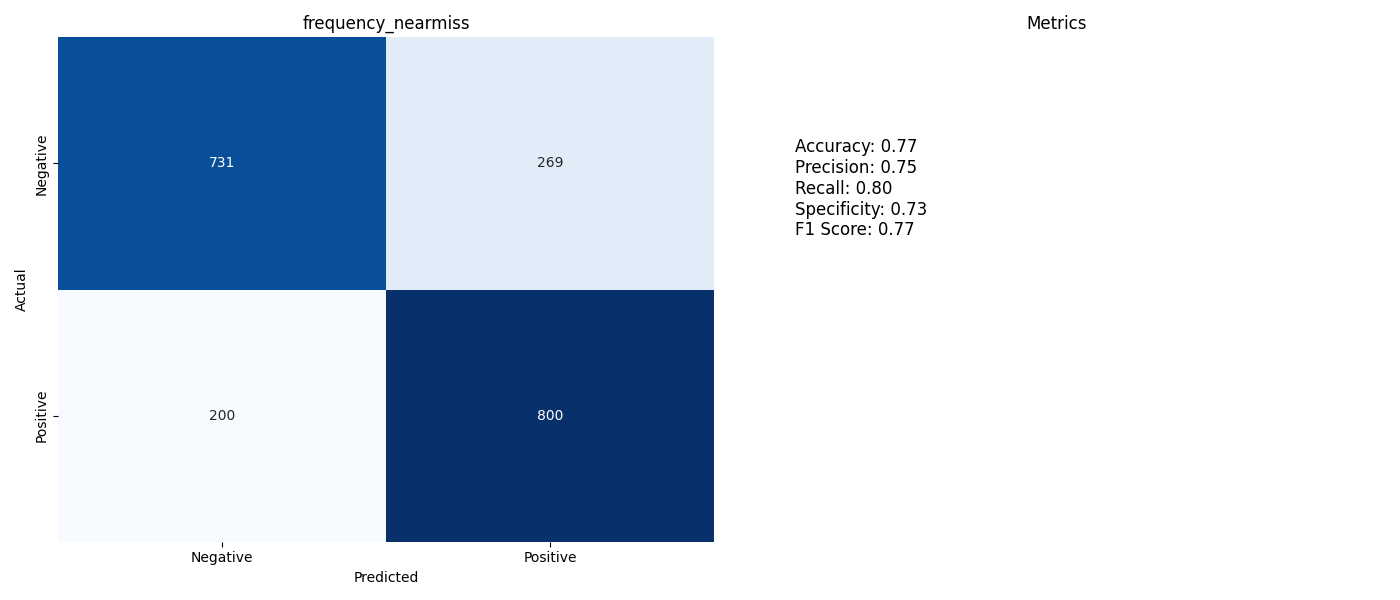 frequency_nearmiss
Negative
731
269
Positive
200
800
Actual
Negative
Positive
Predicted
Metrics
Accuracy: 0.77
Precision: 0.75
Recall: 0.80
Specificity: 0.73
F1 Score: 0.77